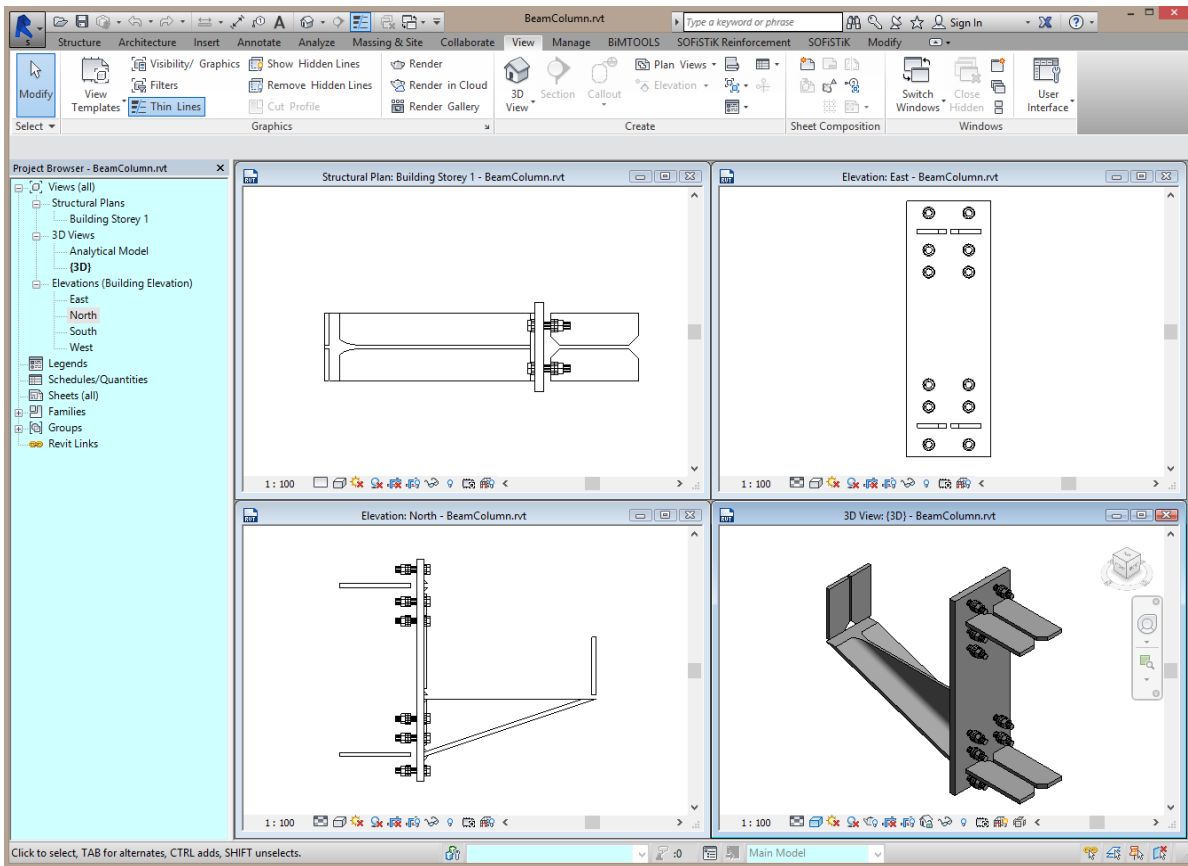 BeamColumn.rvt
Type a keyword or phrase
Sign In
Structure Architecture Insert Annotate Analyze Massing & Site Collaborate View Manage BiMTOOLS SOFiSTiK Reinforcement SOFiSTiK Modify
Modify
View Templates
Visibility/ Graphics
Filters
Thin Lines
Show Hidden Lines
Remove Hidden Lines
Cut Profile
Render
Render in Cloud
Render Gallery
3D View
Section
Callout
Plan Views
Elevation
Switch Windows
Close Hidden
User Interface
Select
Graphics
Create
Sheet Composition
Windows
Project Browser - BeamColumn.rvt
Views (all)
Structural Plans
Building Storey 1
3D Views
Analytical Model
{3D}
Elevations (Building Elevation)
East
North
South
West
Legends
Schedules/Quantities
Sheets (all)
Families
Groups
Revit Links
Structural Plan: Building Storey 1 - BeamColumn.rvt
1 : 100
Elevation: East - BeamColumn.rvt
1 : 100
Elevation: North - BeamColumn.rvt
1 : 100
3D View: {3D} - BeamColumn.rvt
1 : 100
Click to select, TAB for alternates, CTRL adds, SHIFT unselects.
:0
Main Model